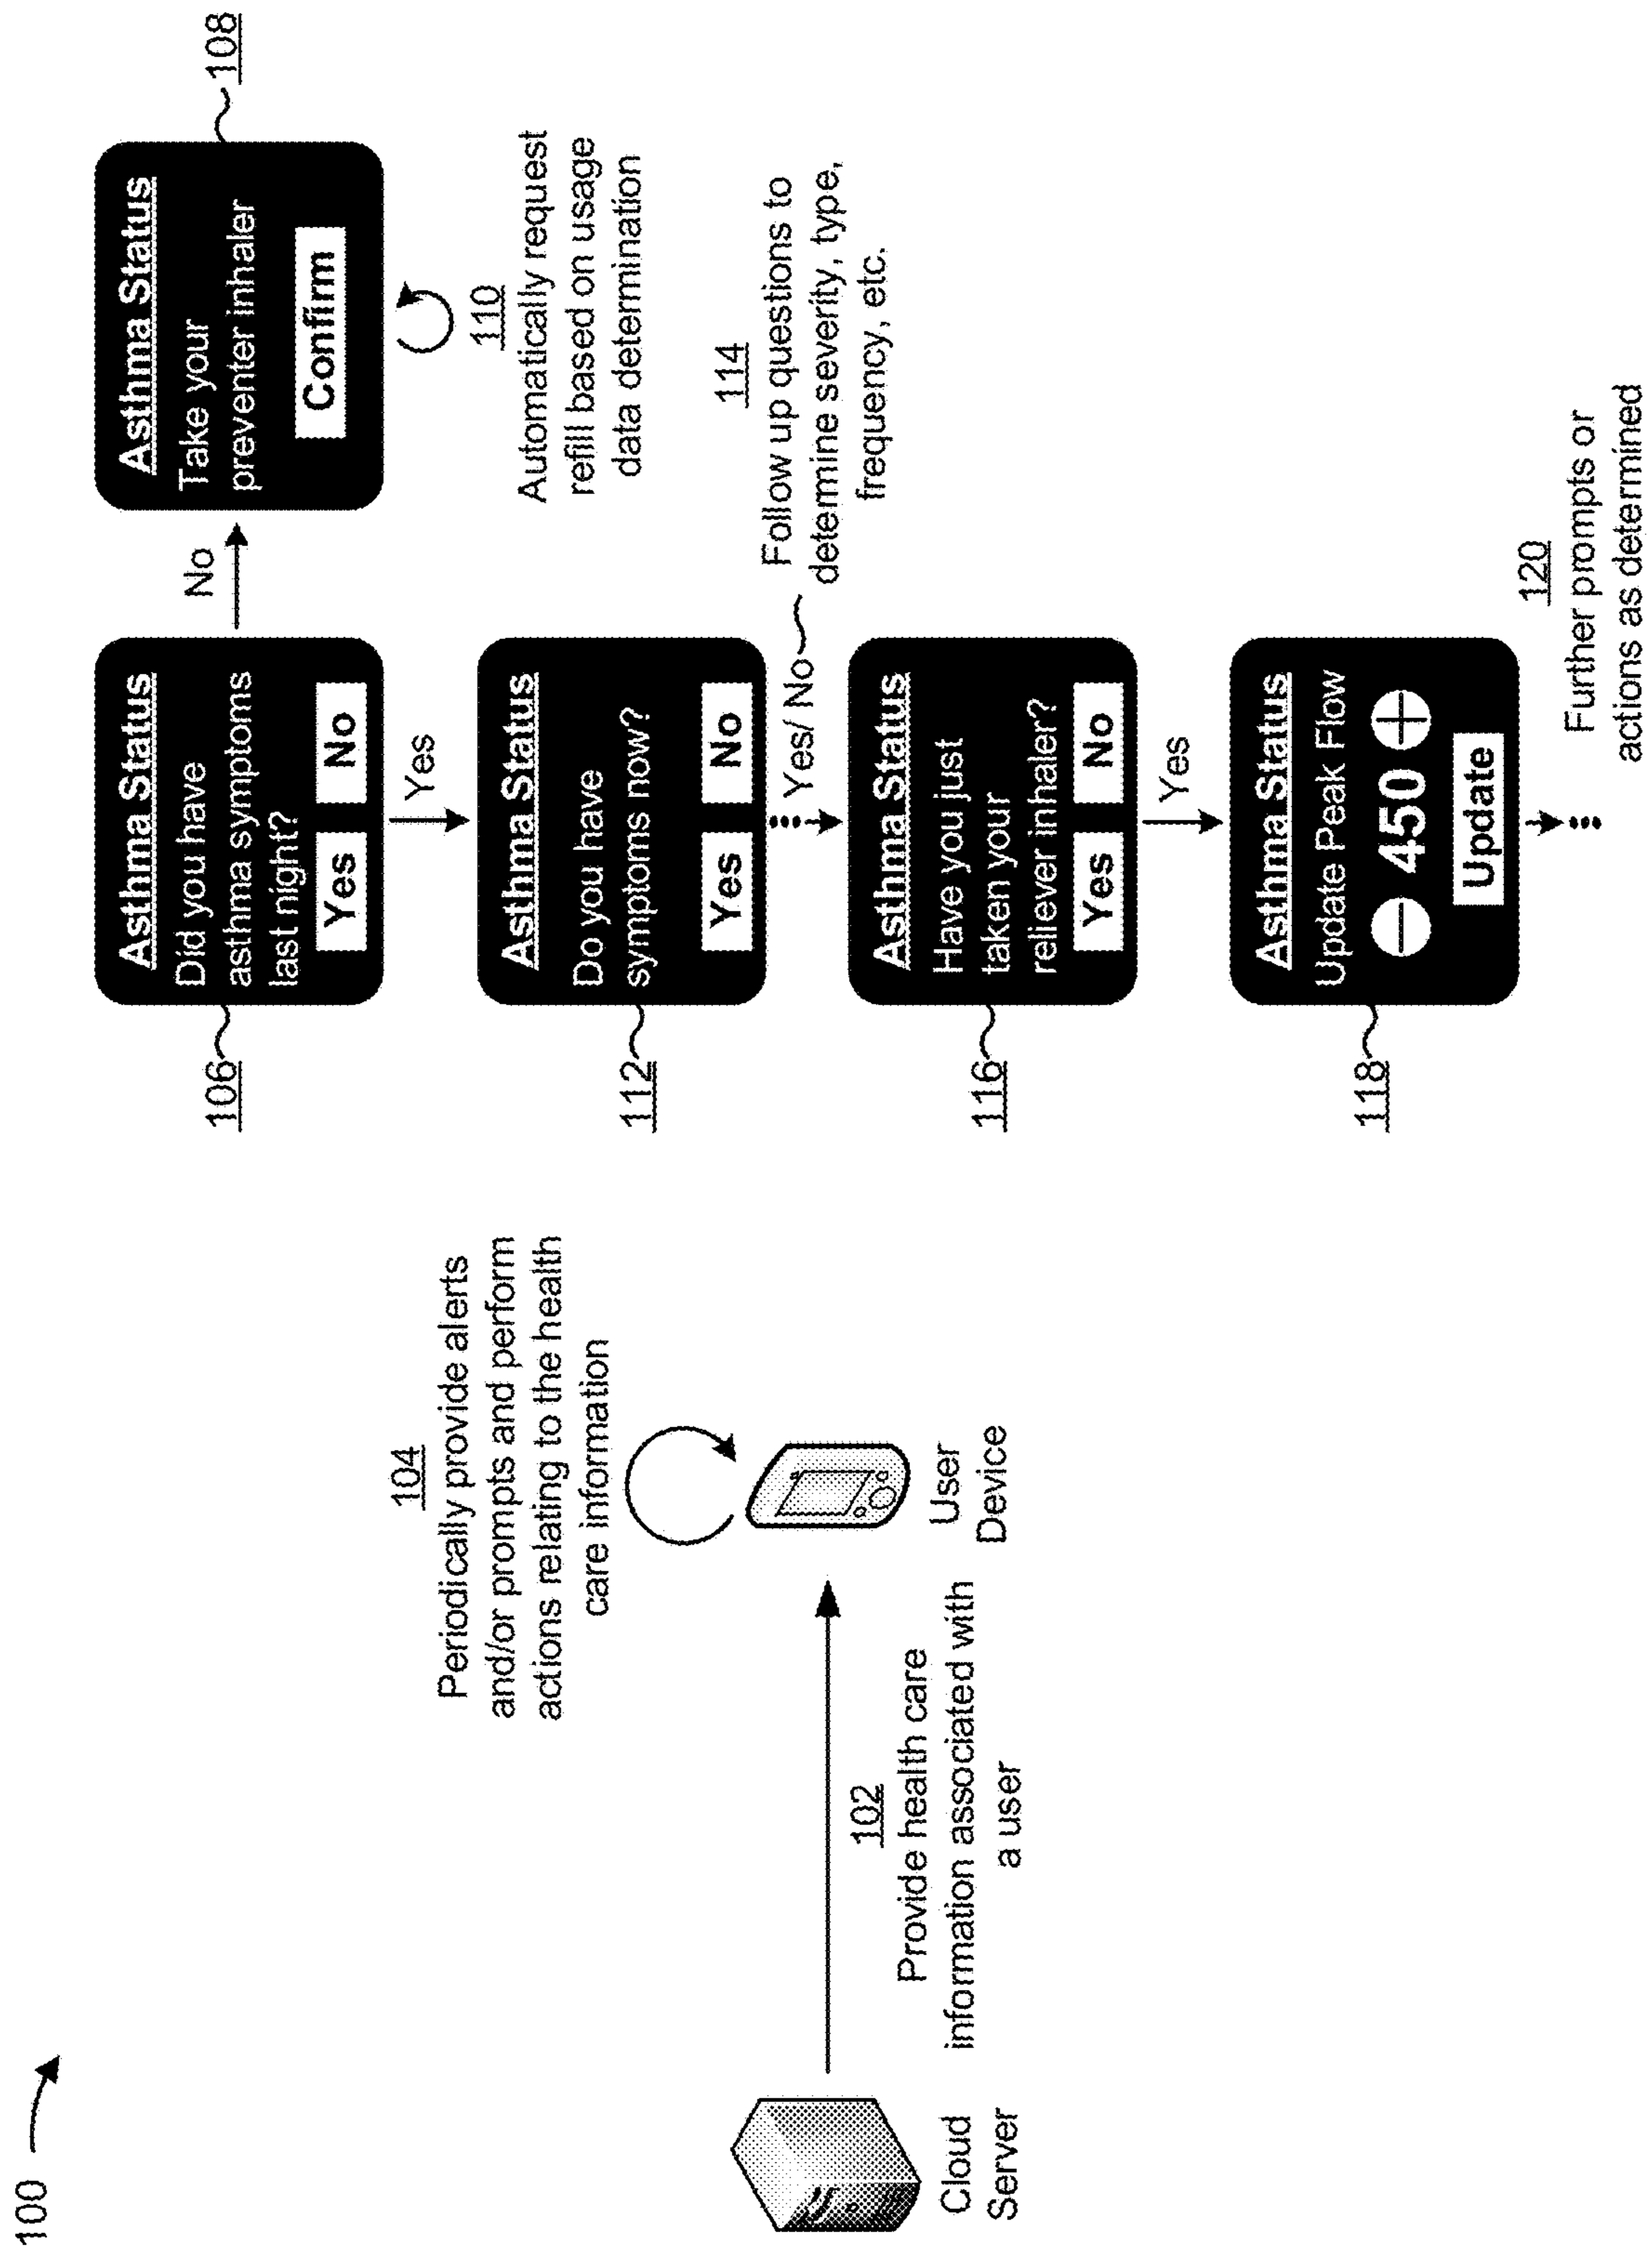 100
Cloud
Server
102
Provide health care
information associated with
a user
104
Periodically provide alerts
and/or prompts and perform
actions relating to the health
care information
User
Device
106
Asthma Status
Did you have
asthma symptoms
last night?
Yes No
No
108
Asthma Status
Take your
preventer inhaler
Confirm
110
Automatically request
refill based on usage
data determination
Yes
112
Asthma Status
Do you have
symptoms now?
Yes No
Yes/ No
114
Follow up questions to
determine severity, type,
frequency, etc.
116
Asthma Status
Have you just
taken your
reliever inhaler?
Yes No
Yes
118
Asthma Status
Update Peak Flow
− 450 +
Update
120
Further prompts or
actions as determined